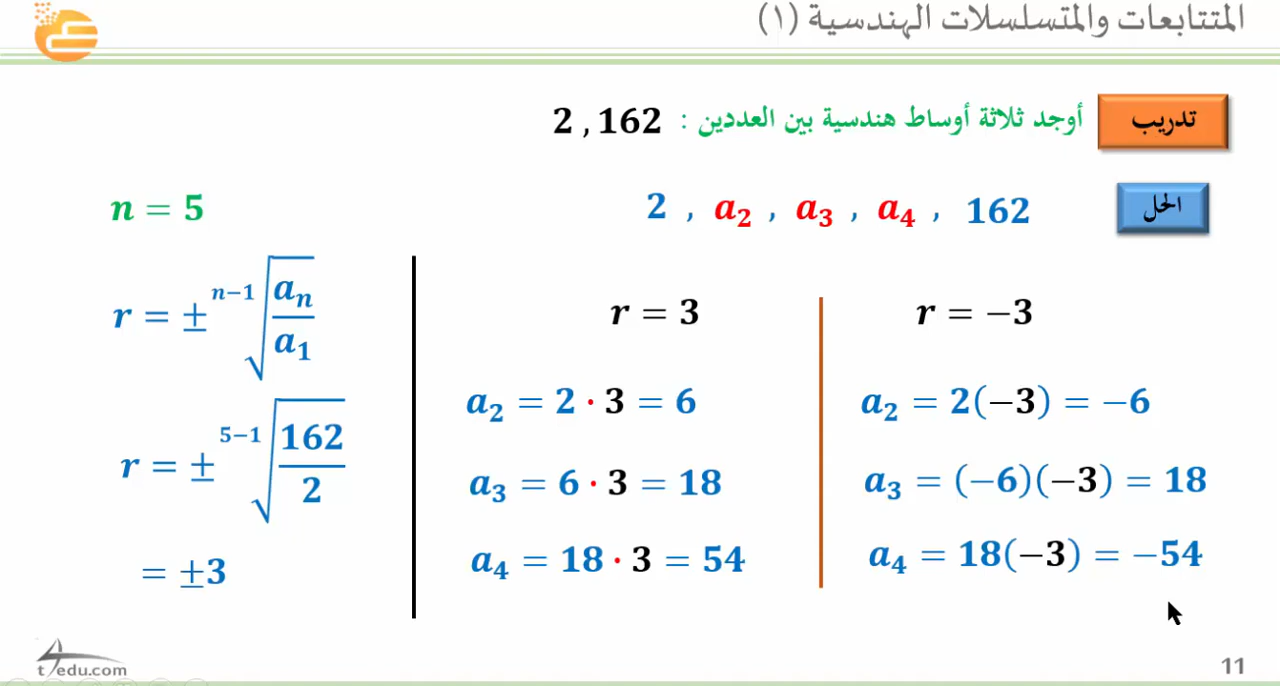 المتتابعات والمتسلسلات الهندسية (١)
تدريب
أوجد ثلاثة أوساط هندسية بين العددين : 2 , 162
الحل
2 , a₂ , a₃ , a₄ , 162
n = 5
r = ± ⁿ⁻¹√(aₙ/a₁)
r = ± ⁵⁻¹√(162/2)
= ±3
r = 3
a₂ = 2 · 3 = 6
a₃ = 6 · 3 = 18
a₄ = 18 · 3 = 54
r = −3
a₂ = 2(−3) = −6
a₃ = (−6)(−3) = 18
a₄ = 18(−3) = −54
t4edu.com
11